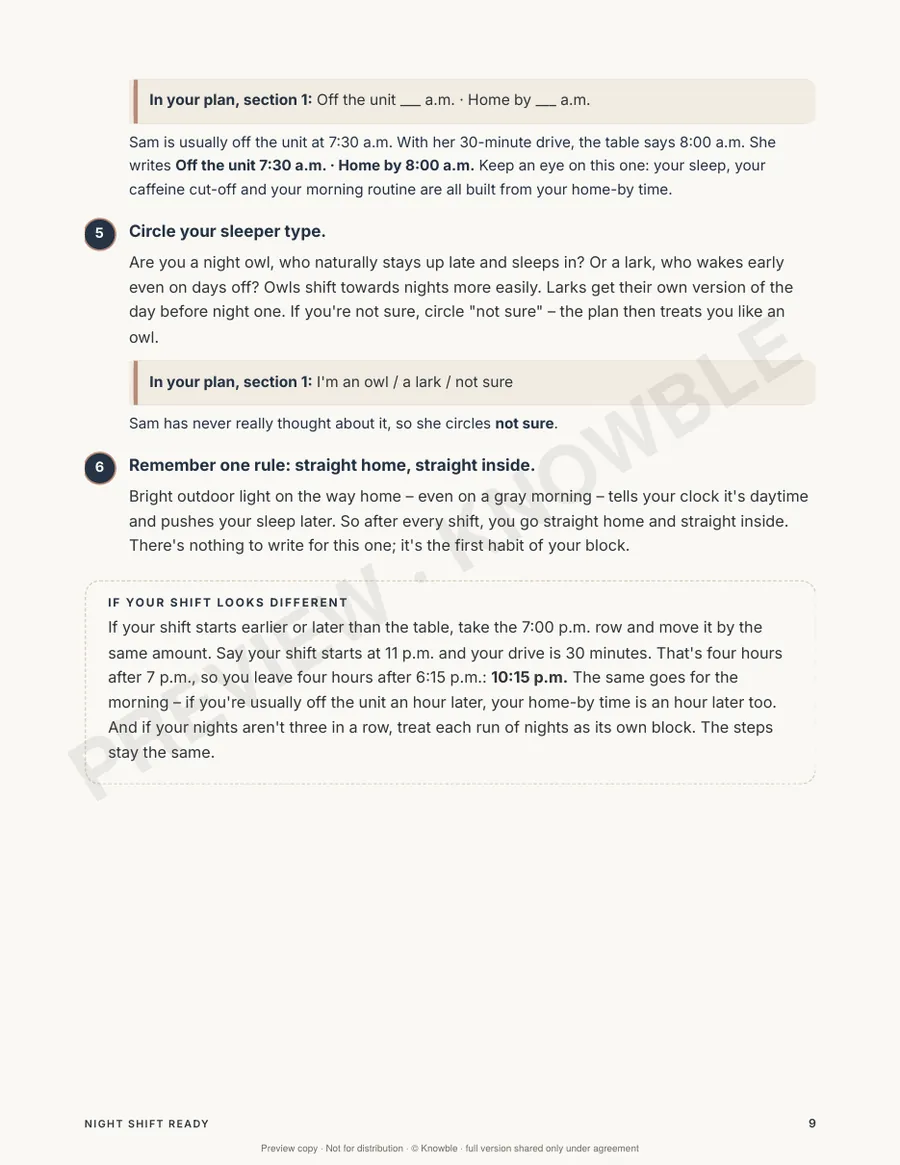 In your plan, section 1: Off the unit ___ a.m. · Home by ___ a.m.
Sam is usually off the unit at 7:30 a.m. With her 30-minute drive, the table says 8:00 a.m. She
writes Off the unit 7:30 a.m. · Home by 8:00 a.m. Keep an eye on this one: your sleep, your
caffeine cut-off and your morning routine are all built from your home-by time.
5 Circle your sleeper type.
Are you a night owl, who naturally stays up late and sleeps in? Or a lark, who wakes early
even on days off? Owls shift towards nights more easily. Larks get their own version of the
day before night one. If you're not sure, circle "not sure" – the plan then treats you like an
owl.
In your plan, section 1: I'm an owl / a lark / not sure
Sam has never really thought about it, so she circles not sure.
6 Remember one rule: straight home, straight inside.
Bright outdoor light on the way home – even on a gray morning – tells your clock it's daytime
and pushes your sleep later. So after every shift, you go straight home and straight inside.
There's nothing to write for this one; it's the first habit of your block.
IF YOUR SHIFT LOOKS DIFFERENT
If your shift starts earlier or later than the table, take the 7:00 p.m. row and move it by the
same amount. Say your shift starts at 11 p.m. and your drive is 30 minutes. That's four hours
after 7 p.m., so you leave four hours after 6:15 p.m.: 10:15 p.m. The same goes for the
morning – if you're usually off the unit an hour later, your home-by time is an hour later too.
And if your nights aren't three in a row, treat each run of nights as its own block. The steps
stay the same.
PREVIEW · KNOWBLE
NIGHT SHIFT READY 9
Preview copy · Not for distribution · © Knowble · full version shared only under agreement